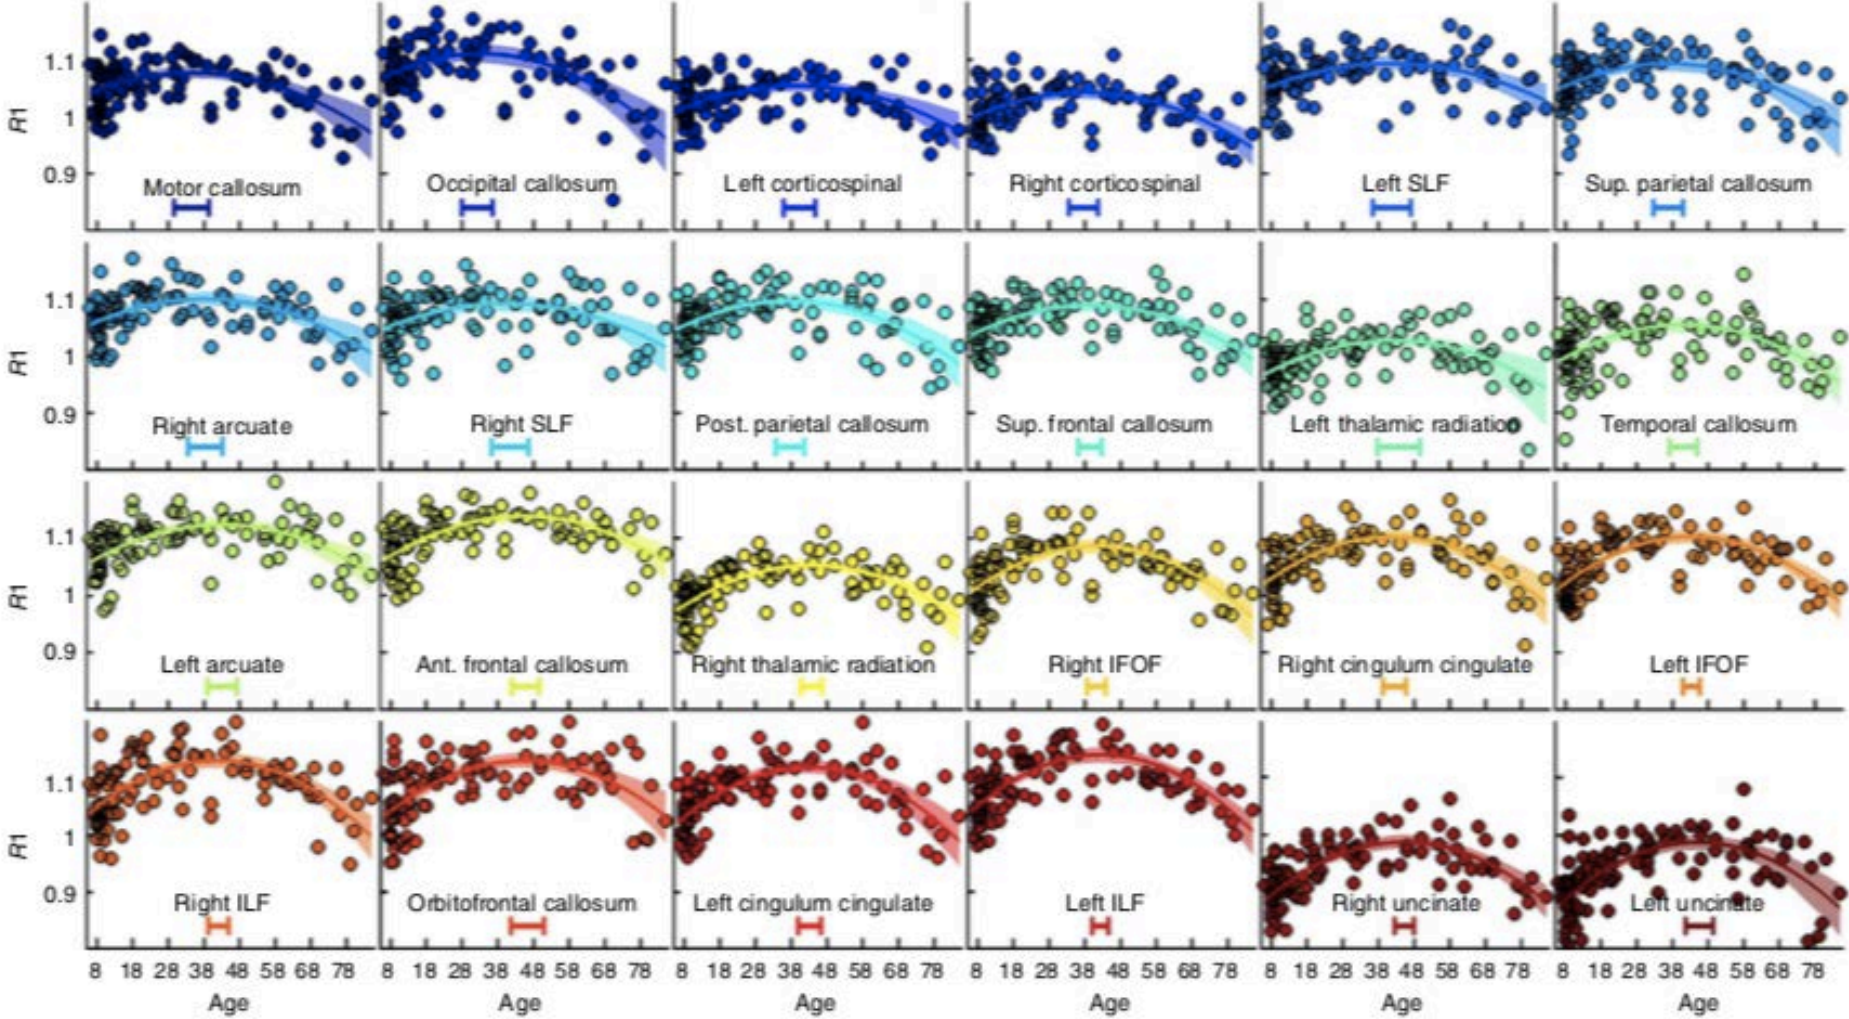 1.1
R1
1
0.9
Motor callosum
Occipital callosum
Left corticospinal
Right corticospinal
Left SLF
Sup. parietal callosum
1.1
R1
1
0.9
Right arcuate
Right SLF
Post. parietal callosum
Sup. frontal callosum
Left thalamic radiation
Temporal callosum
1.1
R1
1
0.9
Left arcuate
Ant. frontal callosum
Right thalamic radiation
Right IFOF
Right cingulum cingulate
Left IFOF
1.1
R1
1
0.9
Right ILF
Orbitofrontal callosum
Left cingulum cingulate
Left ILF
Right uncinate
Left uncinate
8 18 28 38 48 58 68 78
8 18 28 38 48 58 68 78
8 18 28 38 48 58 68 78
8 18 28 38 48 58 68 78
8 18 28 38 48 58 68 78
8 18 28 38 48 58 68 78
Age
Age
Age
Age
Age
Age